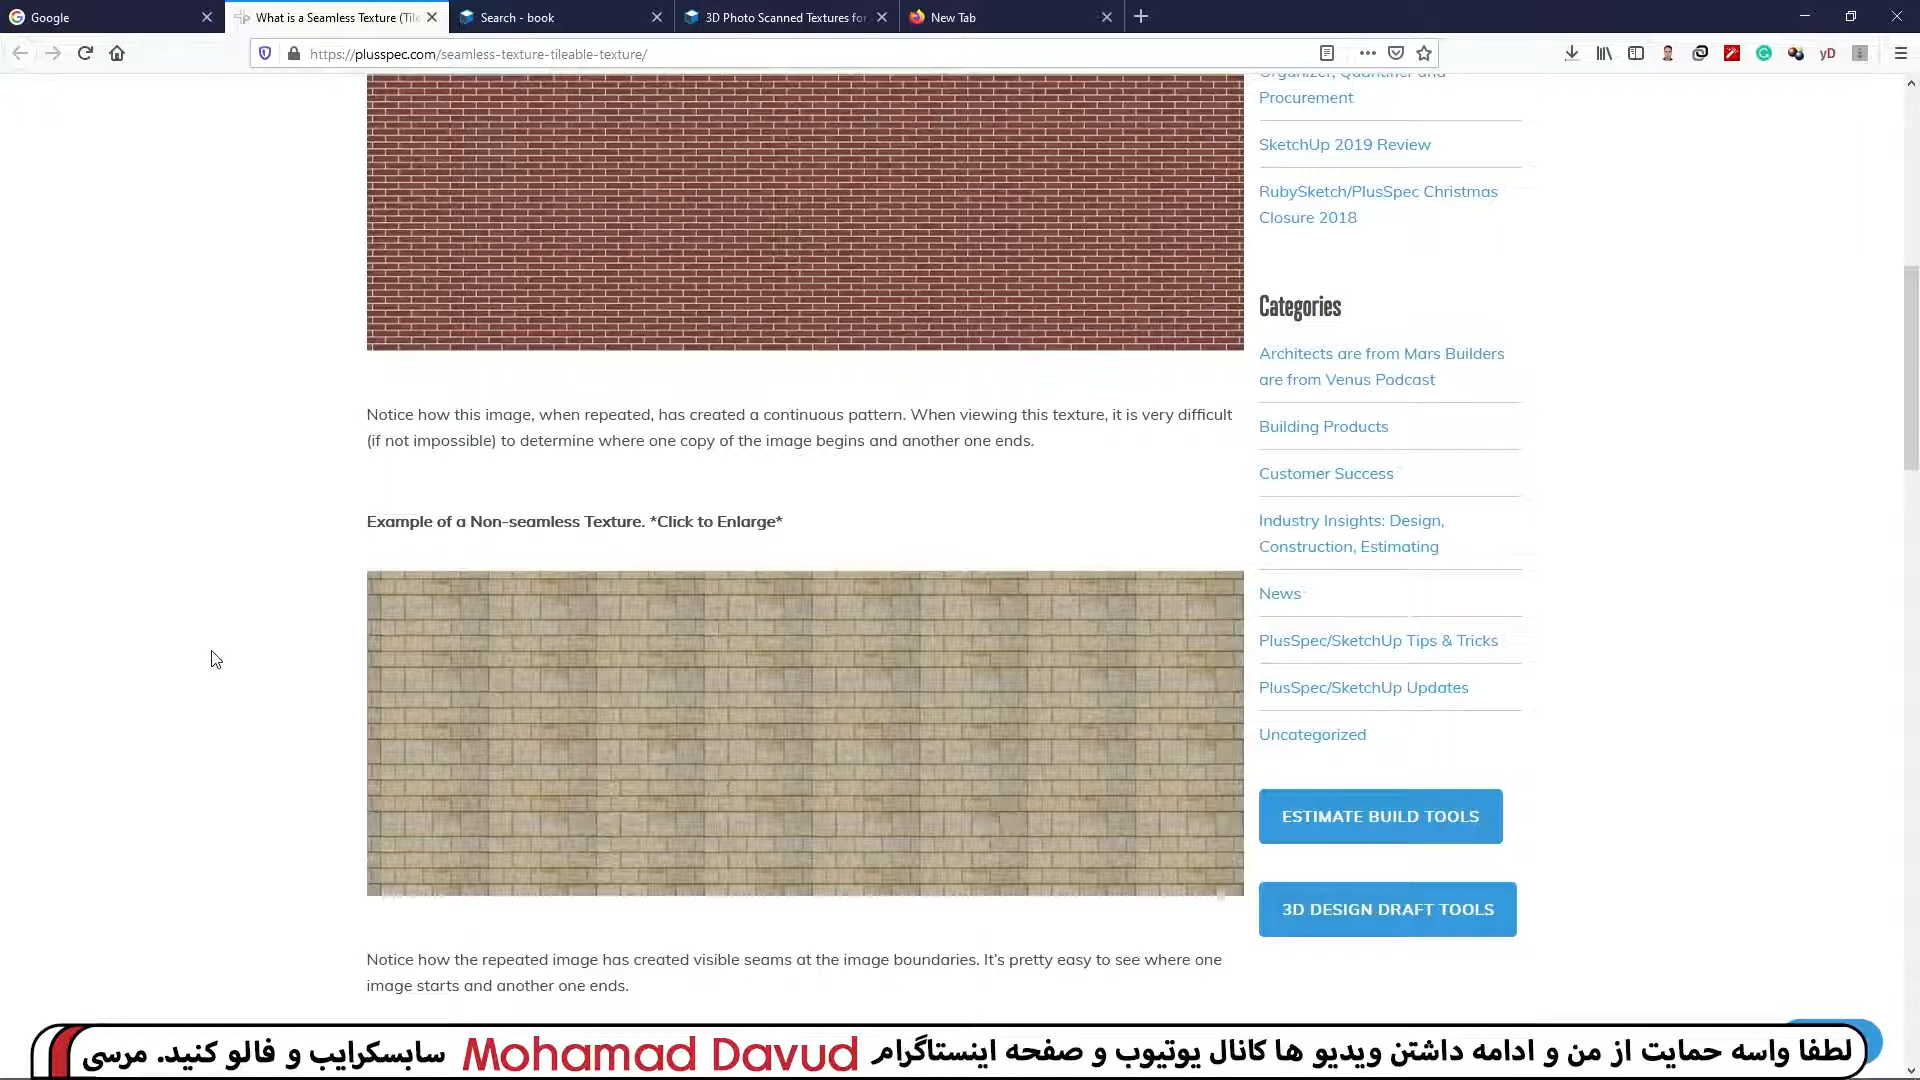 Google
What is a Seamless Texture (Tile
Search - book
3D Photo Scanned Textures for
New Tab
https://plusspec.com/seamless-texture-tileable-texture/
yD
Organizer, Quantifier and
Procurement
SketchUp 2019 Review
RubySketch/PlusSpec Christmas
Closure 2018
Categories
Architects are from Mars Builders
are from Venus Podcast
Building Products
Customer Success
Industry Insights: Design,
Construction, Estimating
News
PlusSpec/SketchUp Tips & Tricks
PlusSpec/SketchUp Updates
Uncategorized
ESTIMATE BUILD TOOLS
3D DESIGN DRAFT TOOLS
Notice how this image, when repeated, has created a continuous pattern. When viewing this texture, it is very difficult
(if not impossible) to determine where one copy of the image begins and another one ends.
Example of a Non-seamless Texture. *Click to Enlarge*
Notice how the repeated image has created visible seams at the image boundaries. It's pretty easy to see where one
image starts and another one ends.
لطفا واسه حمایت از من و ادامه داشتن ویدیو ها کانال یوتیوب و صفحه اینستاگرام Mohamad Davud سابسکرایب و فالو کنید. مرسی